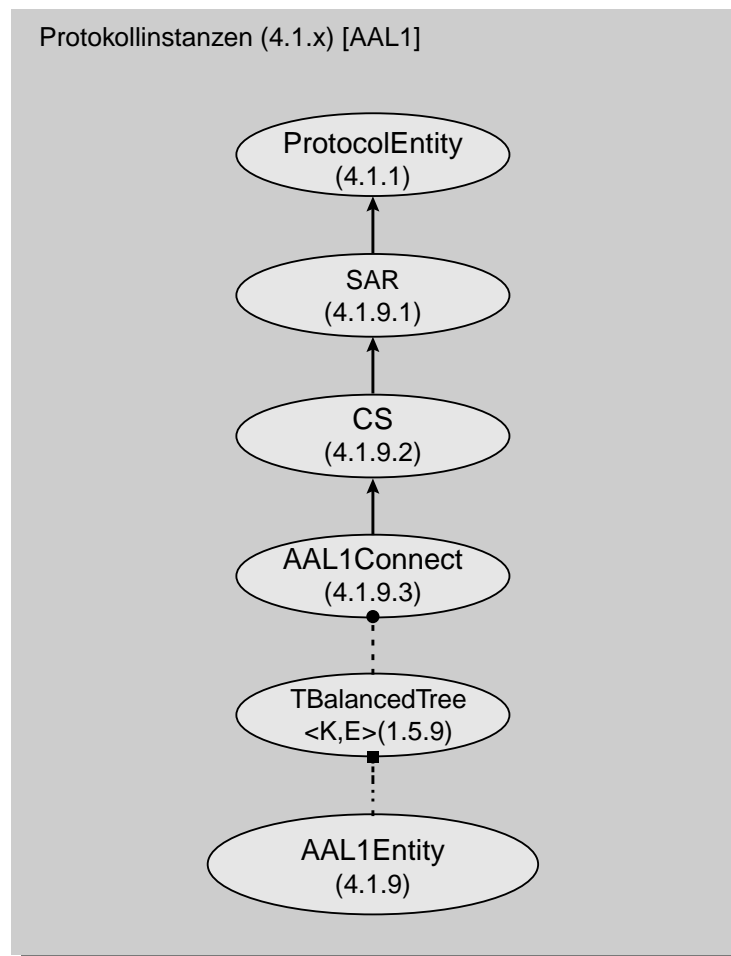 Protokollinstanzen (4.1.x) [AAL1]
ProtocolEntity
(4.1.1)
SAR
(4.1.9.1)
CS
(4.1.9.2)
AAL1Connect
(4.1.9.3)
TBalancedTree
<K,E>(1.5.9)
AAL1Entity
(4.1.9)